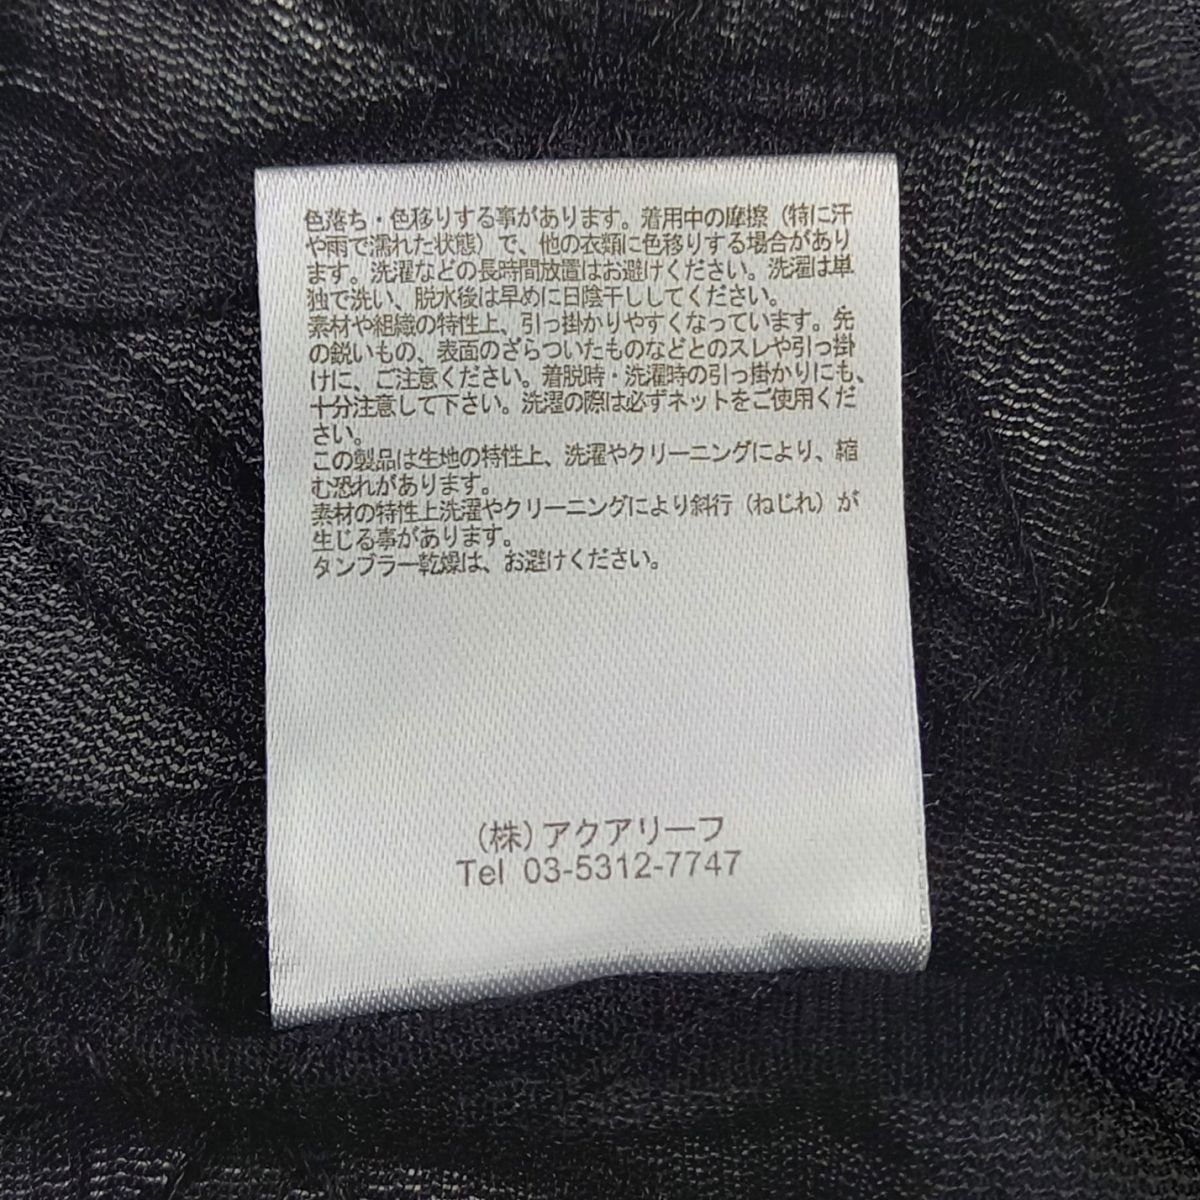 色落ち・色移りする事があります。着用中の摩擦（特に汗
や雨で濡れた状態）で、他の衣類に色移りする場合があり
ます。洗濯などの長時間放置はお避けください。洗濯は単
独で洗い、脱水後は早めに日陰干ししてください。
素材や組織の特性上、引っ掛かりやすくなっています。先
の鋭いもの、表面のざらついたものなどとのスレや引っ掛
けに、ご注意ください。着脱時・洗濯時の引っ掛かりにも、
十分注意して下さい。洗濯の際は必ずネットをご使用くだ
さい。
この製品は生地の特性上、洗濯やクリーニングにより、縮
む恐れがあります。
素材の特性上洗濯やクリーニングにより斜行（ねじれ）が
生じる事があります。
タンブラー乾燥は、お避けください。
（株）アクアリーフ
Tel 03-5312-7747